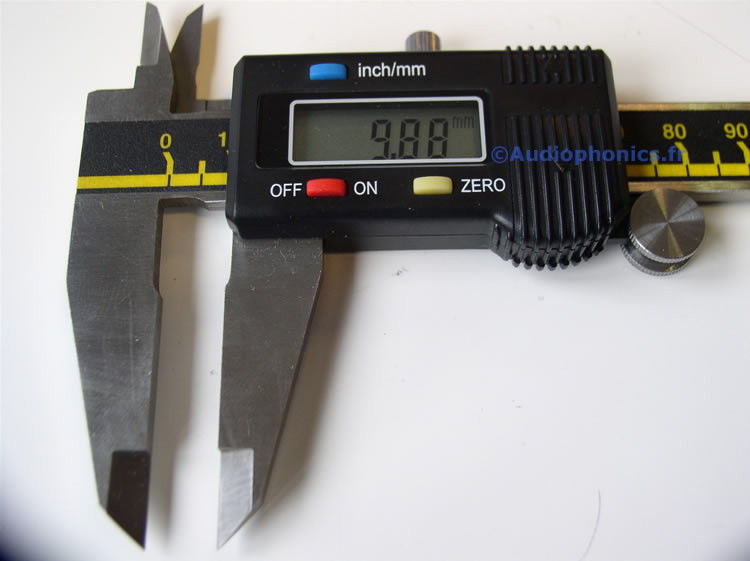 inch/mm
9.88 mm
©Audiophonics.fr
0 1 80 90
OFF ON ZERO